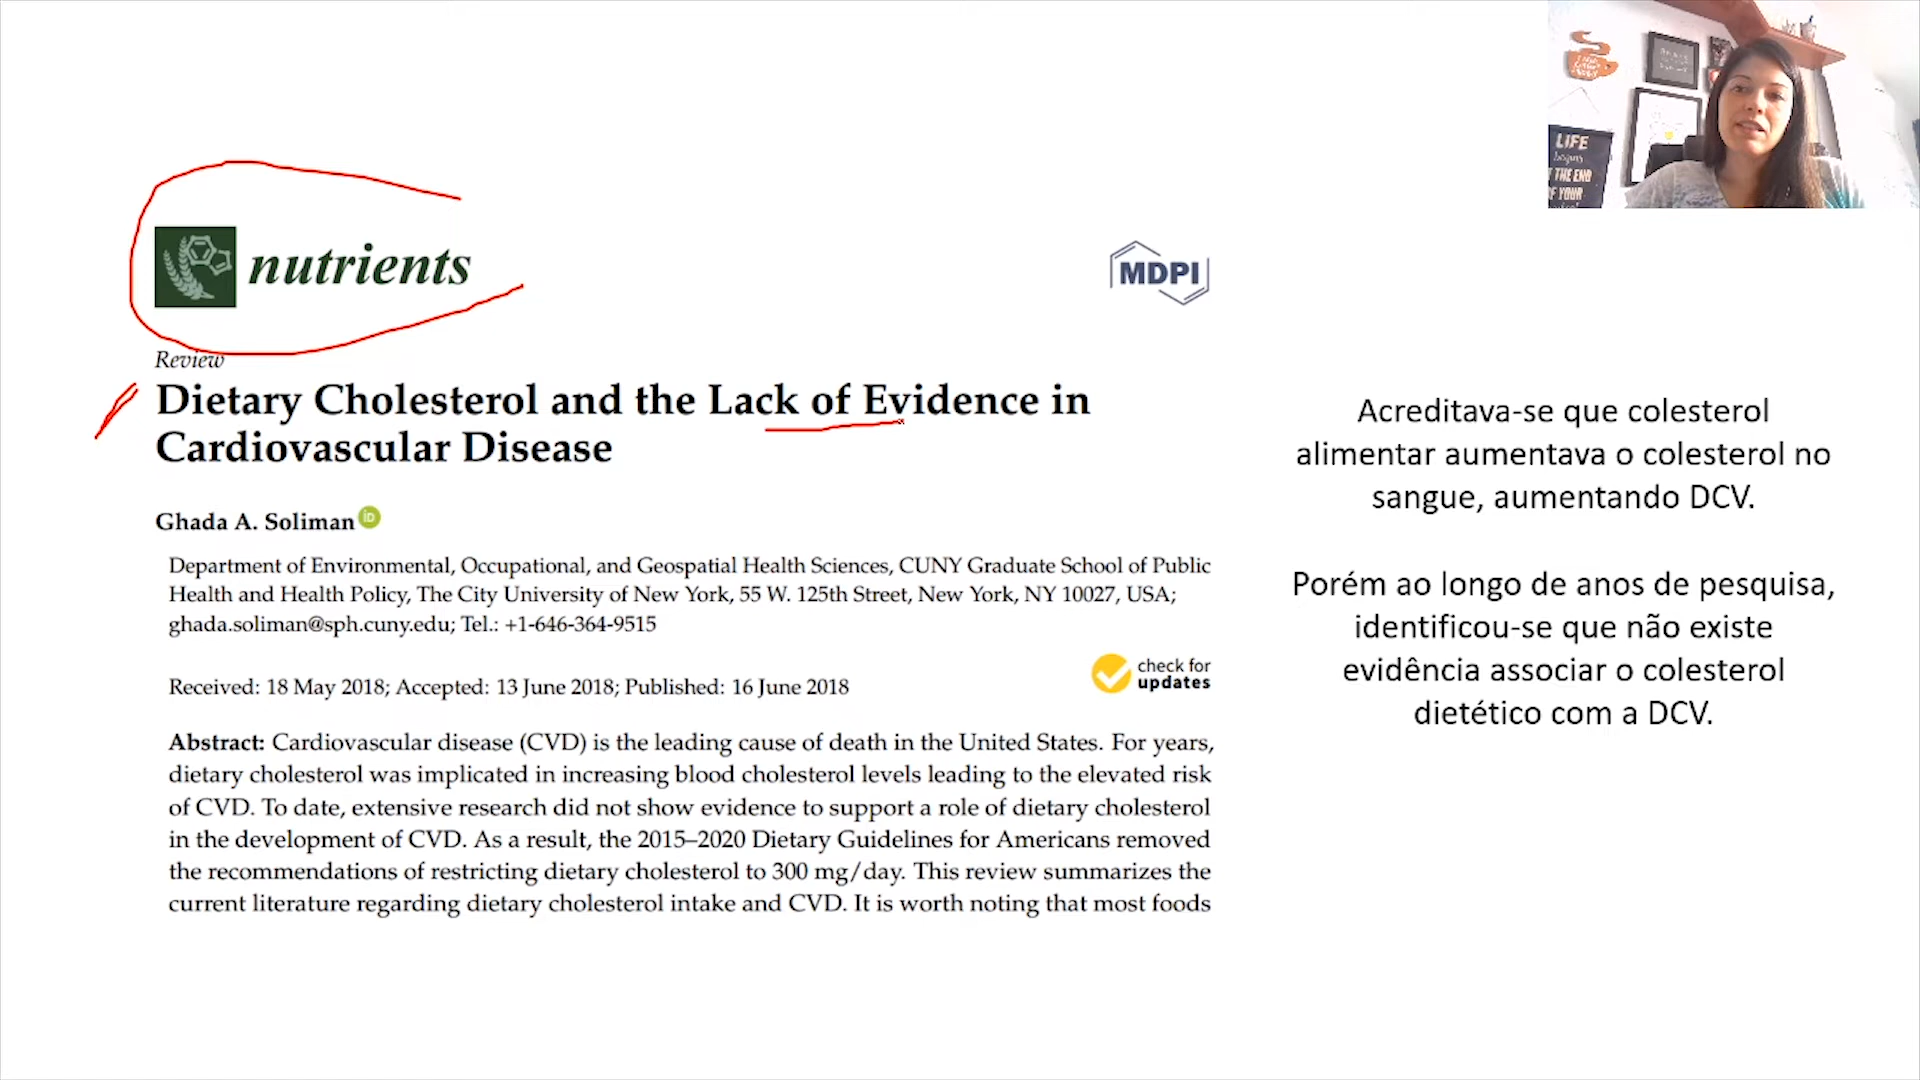 nutrients
MDPI
Review
Dietary Cholesterol and the Lack of Evidence in
Cardiovascular Disease
Ghada A. Soliman iD
Department of Environmental, Occupational, and Geospatial Health Sciences, CUNY Graduate School of Public
Health and Health Policy, The City University of New York, 55 W. 125th Street, New York, NY 10027, USA;
ghada.soliman@sph.cuny.edu; Tel.: +1-646-364-9515
Received: 18 May 2018; Accepted: 13 June 2018; Published: 16 June 2018
check for
updates
Abstract: Cardiovascular disease (CVD) is the leading cause of death in the United States. For years,
dietary cholesterol was implicated in increasing blood cholesterol levels leading to the elevated risk
of CVD. To date, extensive research did not show evidence to support a role of dietary cholesterol
in the development of CVD. As a result, the 2015–2020 Dietary Guidelines for Americans removed
the recommendations of restricting dietary cholesterol to 300 mg/day. This review summarizes the
current literature regarding dietary cholesterol intake and CVD. It is worth noting that most foods
Acreditava-se que colesterol
alimentar aumentava o colesterol no
sangue, aumentando DCV.
Porém ao longo de anos de pesquisa,
identificou-se que não existe
evidência associar o colesterol
dietético com a DCV.
LIFE
begins
THE END
OF YOUR